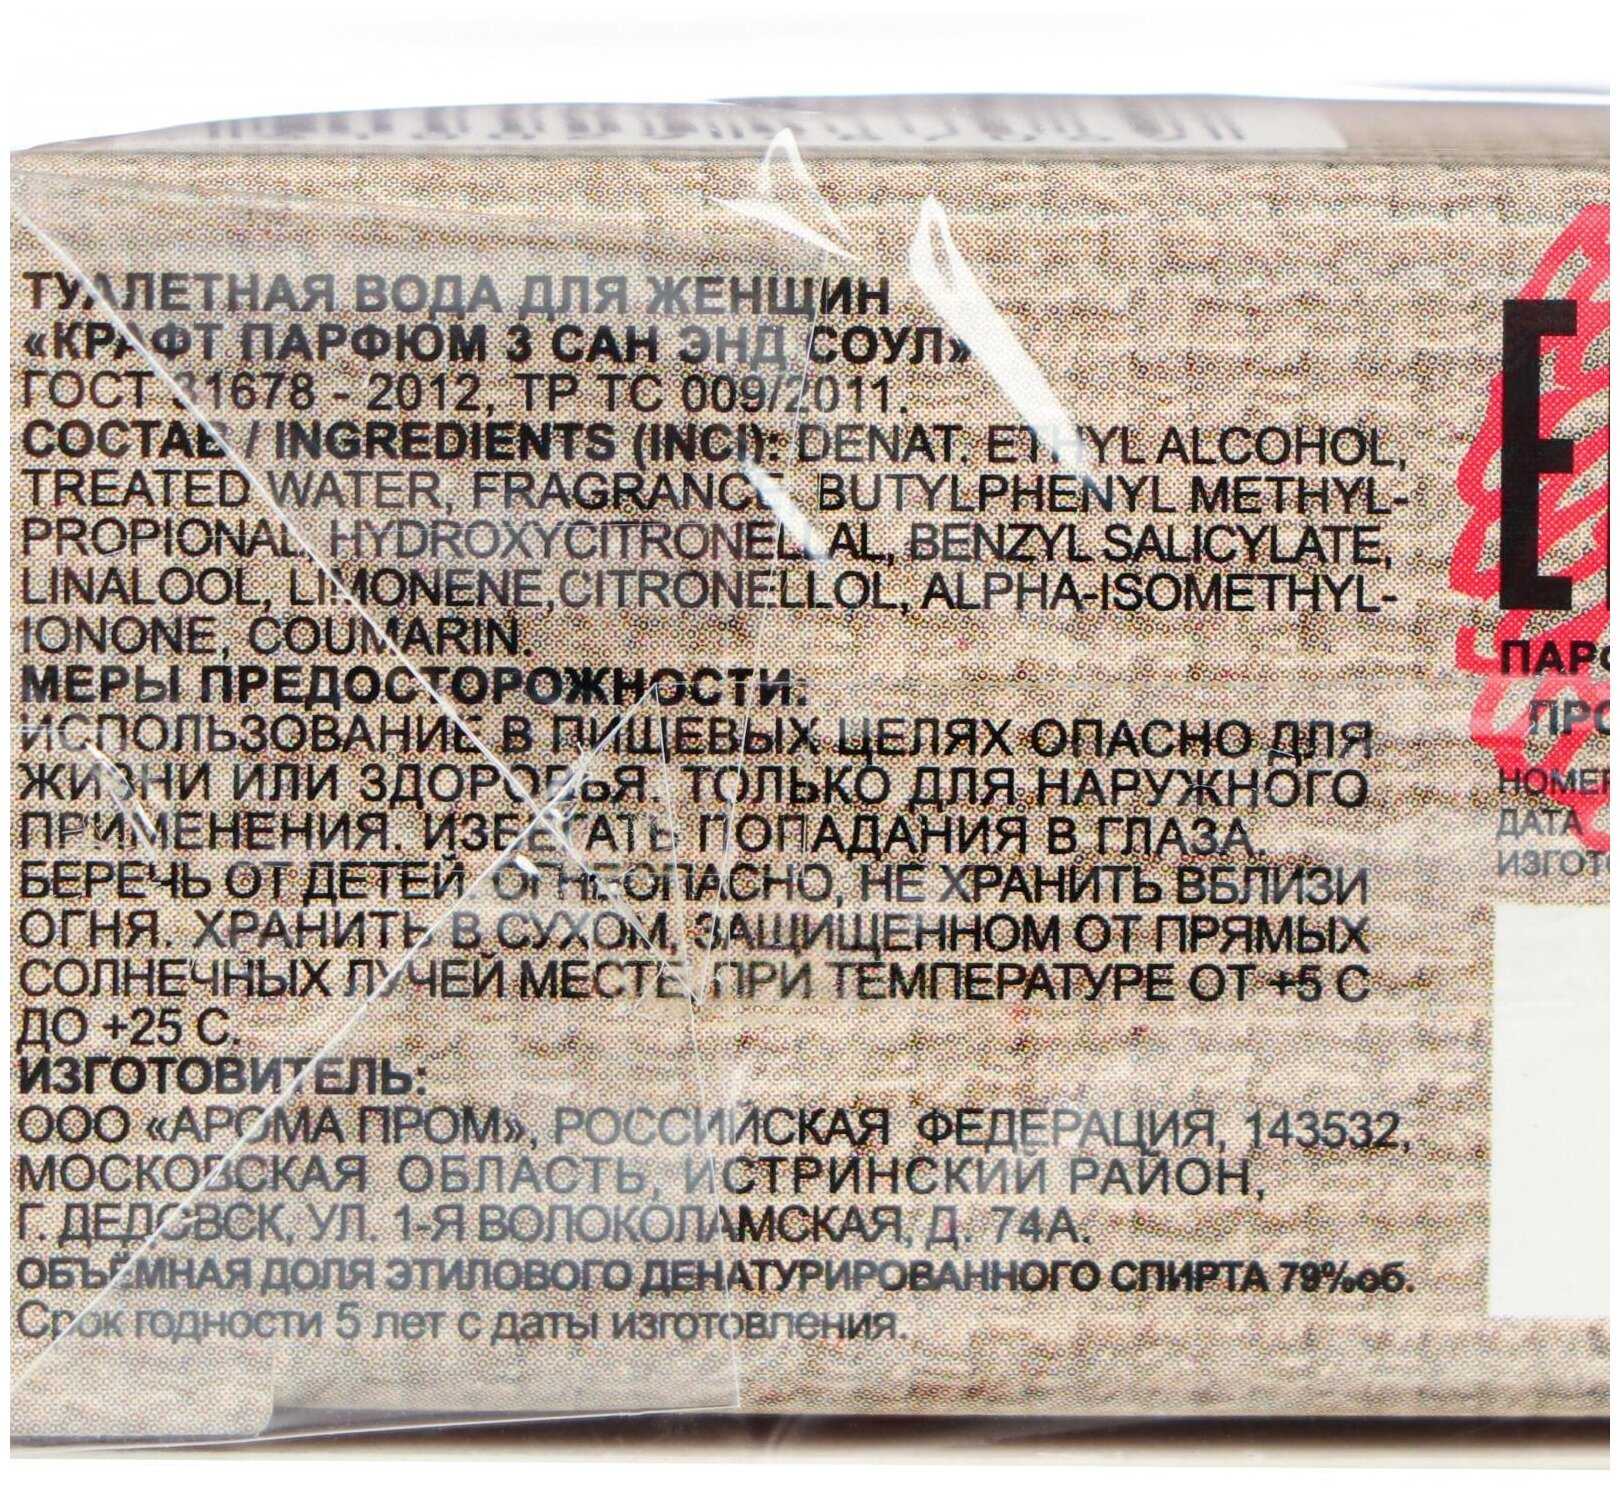 ТУАЛЕТНАЯ ВОДА ДЛЯ ЖЕНЩИН
«КРАФТ ПАРФЮМ 3 САН ЭНД СОУЛ»
ГОСТ 31678 - 2012, ТР ТС 009/2011.
СОСТАВ / INGREDIENTS (INCI): DENAT. ETHYL ALCOHOL,
TREATED WATER, FRAGRANCE, BUTYLPHENYL METHYL-
PROPIONAL, HYDROXYCITRONELLAL, BENZYL SALICYLATE,
LINALOOL, LIMONENE, CITRONELLOL, ALPHA-ISOMETHYL-
IONONE, COUMARIN.
МЕРЫ ПРЕДОСТОРОЖНОСТИ:
ИСПОЛЬЗОВАНИЕ В ПИЩЕВЫХ ЦЕЛЯХ ОПАСНО ДЛЯ
ЖИЗНИ ИЛИ ЗДОРОВЬЯ. ТОЛЬКО ДЛЯ НАРУЖНОГО
ПРИМЕНЕНИЯ. ИЗБЕГАТЬ ПОПАДАНИЯ В ГЛАЗА.
БЕРЕЧЬ ОТ ДЕТЕЙ. ОГНЕОПАСНО, НЕ ХРАНИТЬ ВБЛИЗИ
ОГНЯ. ХРАНИТЬ В СУХОМ, ЗАЩИЩЕННОМ ОТ ПРЯМЫХ
СОЛНЕЧНЫХ ЛУЧЕЙ МЕСТЕ ПРИ ТЕМПЕРАТУРЕ ОТ +5 С
ДО +25 С.
ИЗГОТОВИТЕЛЬ:
ООО «АРОМА ПРОМ», РОССИЙСКАЯ ФЕДЕРАЦИЯ, 143532,
МОСКОВСКАЯ ОБЛАСТЬ, ИСТРИНСКИЙ РАЙОН,
Г. ДЕДОВСК, УЛ. 1-Я ВОЛОКОЛАМСКАЯ, Д. 74А.
ОБЪЁМНАЯ ДОЛЯ ЭТИЛОВОГО ДЕНАТУРИРОВАННОГО СПИРТА 79%об.
Срок годности 5 лет с даты изготовления.
ДАТА